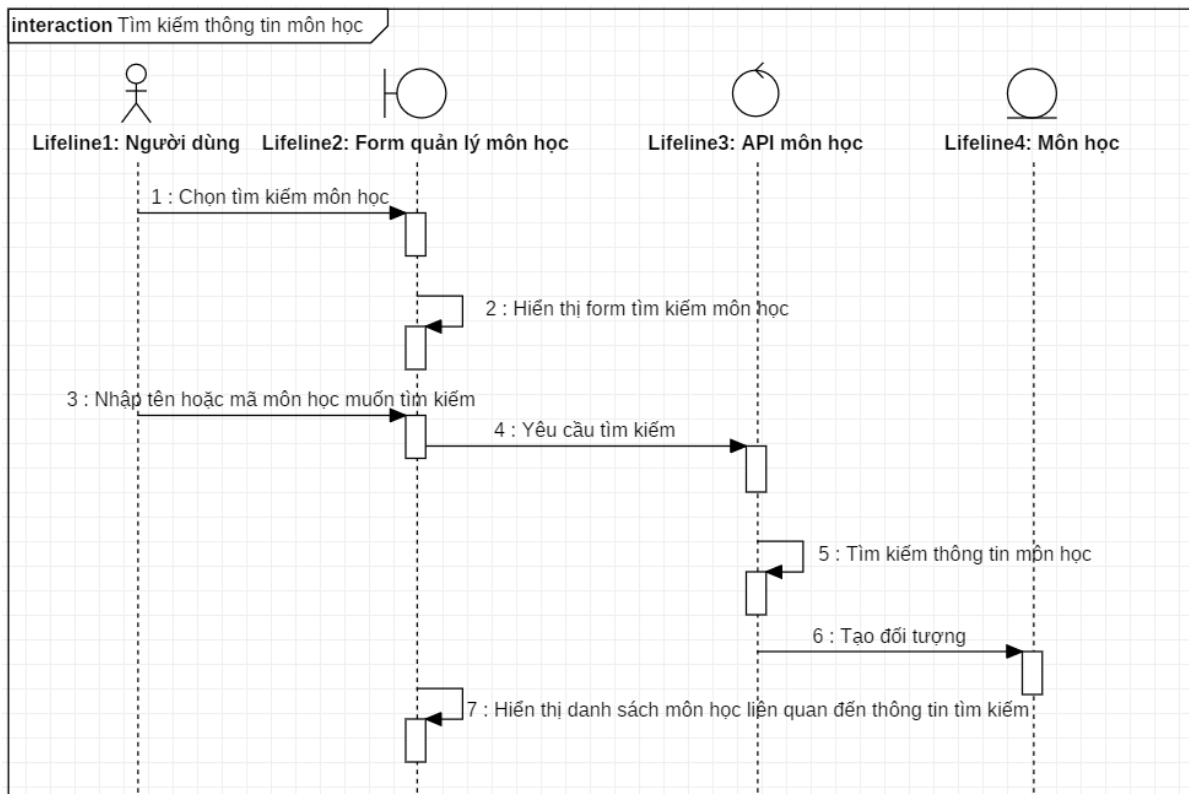 interaction Tìm kiếm thông tin môn học
Lifeline1: Người dùng
Lifeline2: Form quản lý môn học
Lifeline3: API môn học
Lifeline4: Môn học
1 : Chọn tìm kiếm môn học
2 : Hiển thị form tìm kiếm môn học
3 : Nhập tên hoặc mã môn học muốn tìm kiếm
4 : Yêu cầu tìm kiếm
5 : Tìm kiếm thông tin môn học
6 : Tạo đối tượng
7 : Hiển thị danh sách môn học liên quan đến thông tin tìm kiếm